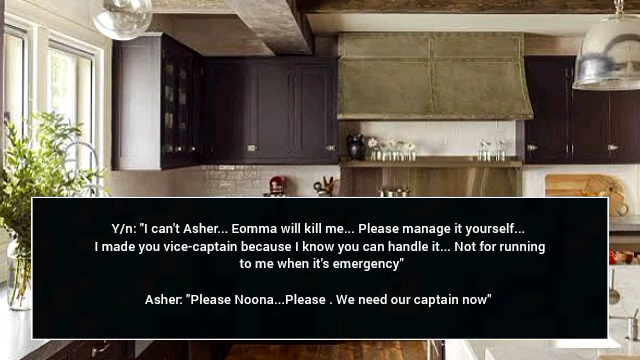 Y/n: "I can't Asher... Eomma will kill me... Please manage it yourself...
I made you vice-captain because I know you can handle it... Not for running
to me when it's emergency"
Asher: "Please Noona...Please . We need our captain now"